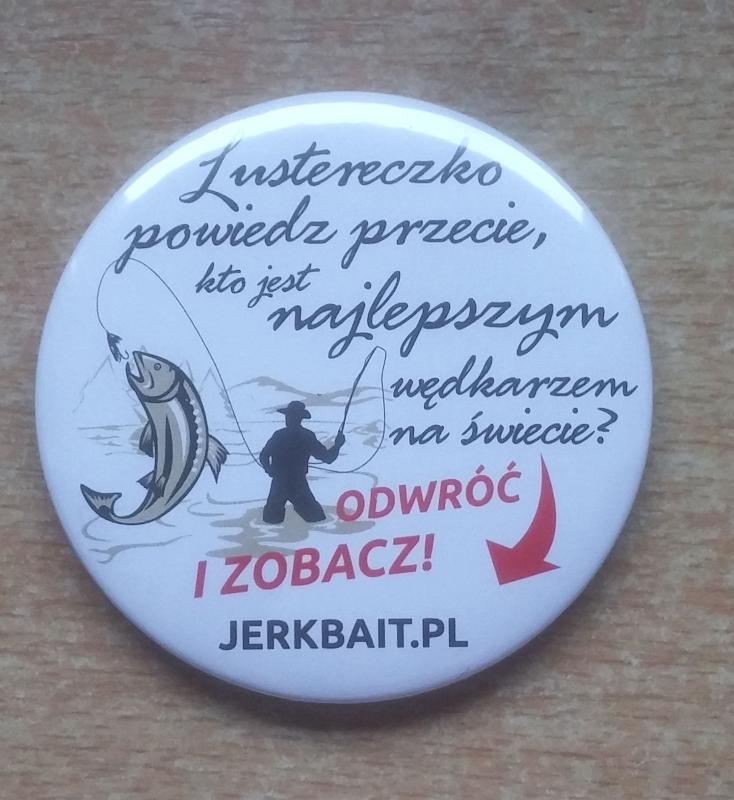 Lustereczko
powiedz przecie,
kto jest
najlepszym
wędkarzem
na świecie?
ODWRÓĆ
I ZOBACZ!
JERKBAIT.PL